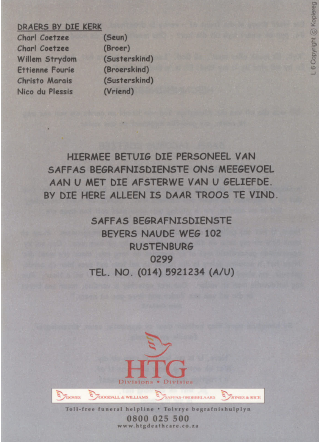 DRAERS BY DIE KERK
Charl Coetzee (Seun)
Charl Coetzee (Broer)
Willem Strydom (Susterskind)
Ettienne Fourie (Broerskind)
Christo Marais (Susterskind)
Nico du Plessis (Vriend)
HIERMEE BETUIG DIE PERSONEEL VAN
SAFFAS BEGRAFNISDIENSTE ONS MEEGEVOEL
AAN U MET DIE AFSTERWE VAN U GELIEFDE.
BY DIE HERE ALLEEN IS DAAR TROOS TE VIND.
SAFFAS BEGRAFNISDIENSTE
BEYERS NAUDE WEG 102
RUSTENBURG
0299
TEL. NO. (014) 5921234 (A/U)
HTG
Divisions • Divisies
Toll-free funeral helpline • Tolvrye begrafnishulplyn
0800 025 500
www.htgdeathcare.co.za